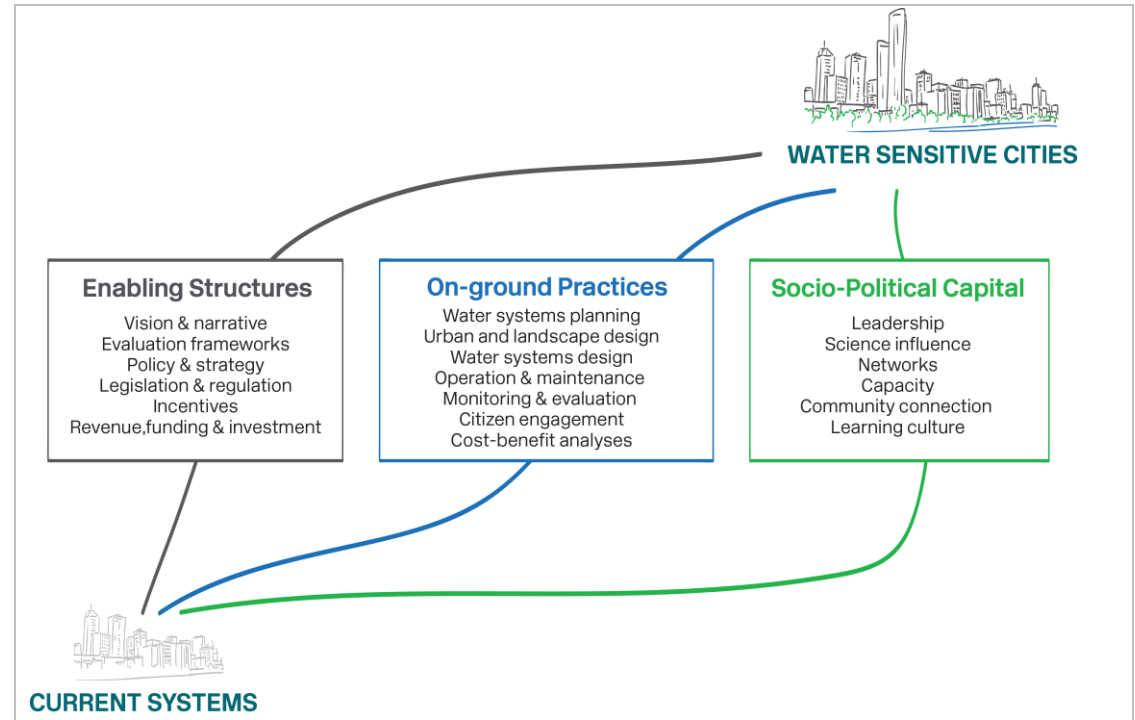 WATER SENSITIVE CITIES
Enabling Structures
Vision & narrative
Evaluation frameworks
Policy & strategy
Legislation & regulation
Incentives
Revenue,funding & investment
On-ground Practices
Water systems planning
Urban and landscape design
Water systems design
Operation & maintenance
Monitoring & evaluation
Citizen engagement
Cost-benefit analyses
Socio-Political Capital
Leadership
Science influence
Networks
Capacity
Community connection
Learning culture
CURRENT SYSTEMS